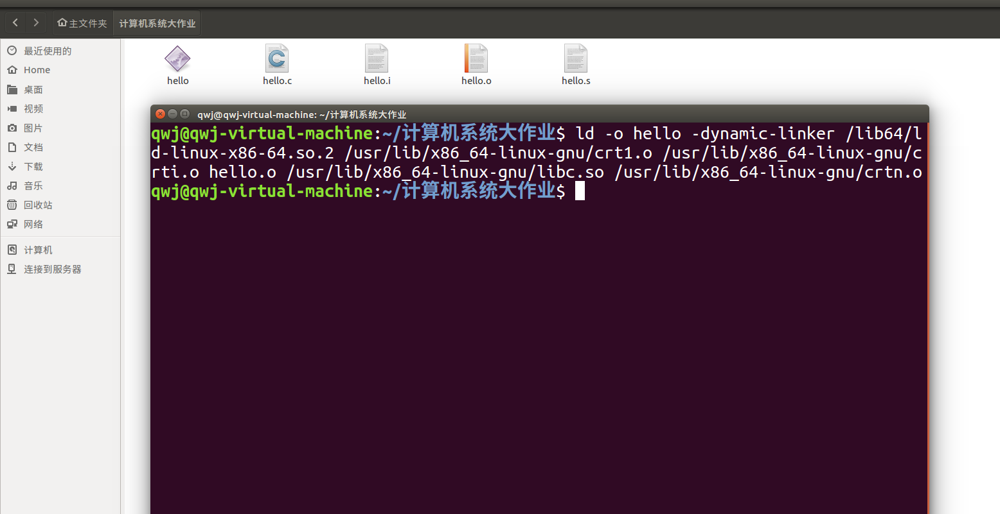 主文件夹 计算机系统大作业
最近使用的
Home
桌面
视频
图片
文档
下载
音乐
回收站
网络
计算机
连接到服务器
hello hello.c hello.i hello.o hello.s
qwj@qwj-virtual-machine: ~/计算机系统大作业
qwj@qwj-virtual-machine:~/计算机系统大作业$ ld -o hello -dynamic-linker /lib64/l
d-linux-x86-64.so.2 /usr/lib/x86_64-linux-gnu/crt1.o /usr/lib/x86_64-linux-gnu/c
rti.o hello.o /usr/lib/x86_64-linux-gnu/libc.so /usr/lib/x86_64-linux-gnu/crtn.o
qwj@qwj-virtual-machine:~/计算机系统大作业$